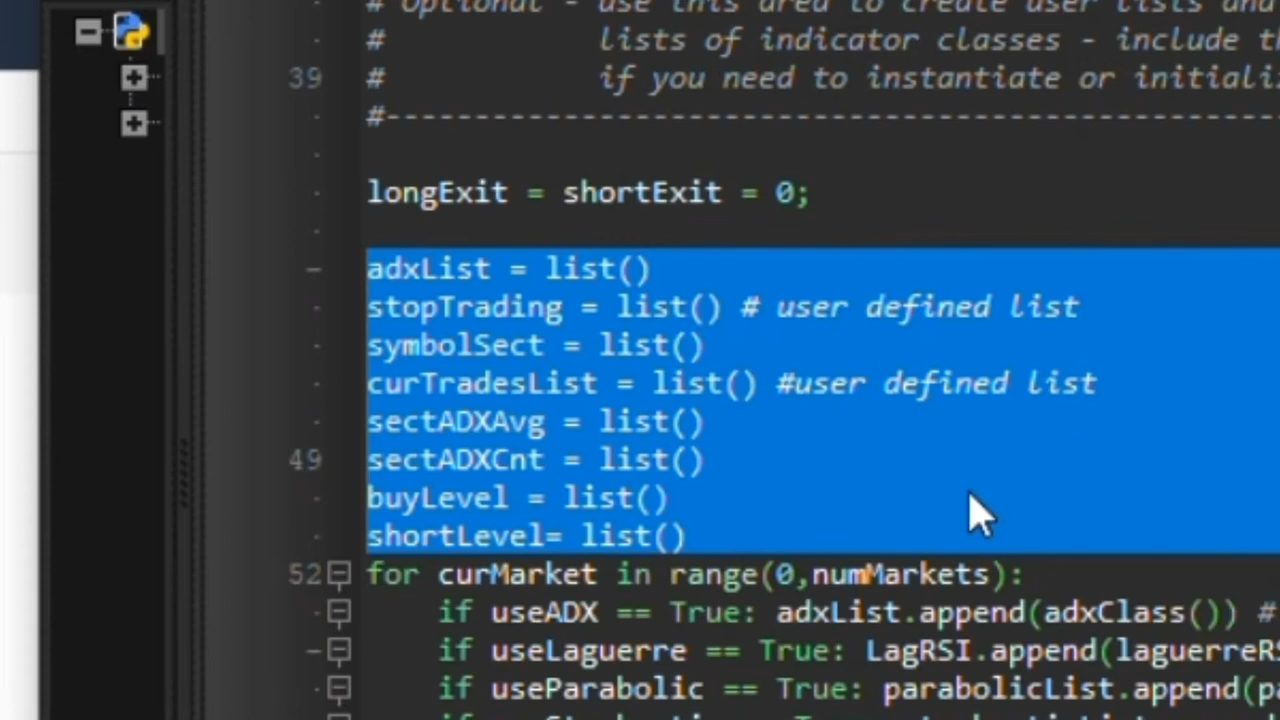 # Optional - use this area to create user lists and
# lists of indicator classes - include
39 # if you need to instantiate or
#--------------------------------------------------
longExit = shortExit = 0;
adxList = list()
stopTrading = list() # user defined list
symbolSect = list()
curTradesList = list() #user defined list
sectADXAvg = list()
49 sectADXCnt = list()
buyLevel = list()
shortLevel= list()
52 for curMarket in range(0,numMarkets):
if useADX == True: adxList.append(adxClass()) #
if useLaguerre == True: LagRSI.append(laguerreRS
if useParabolic == True: parabolicList.append(pa